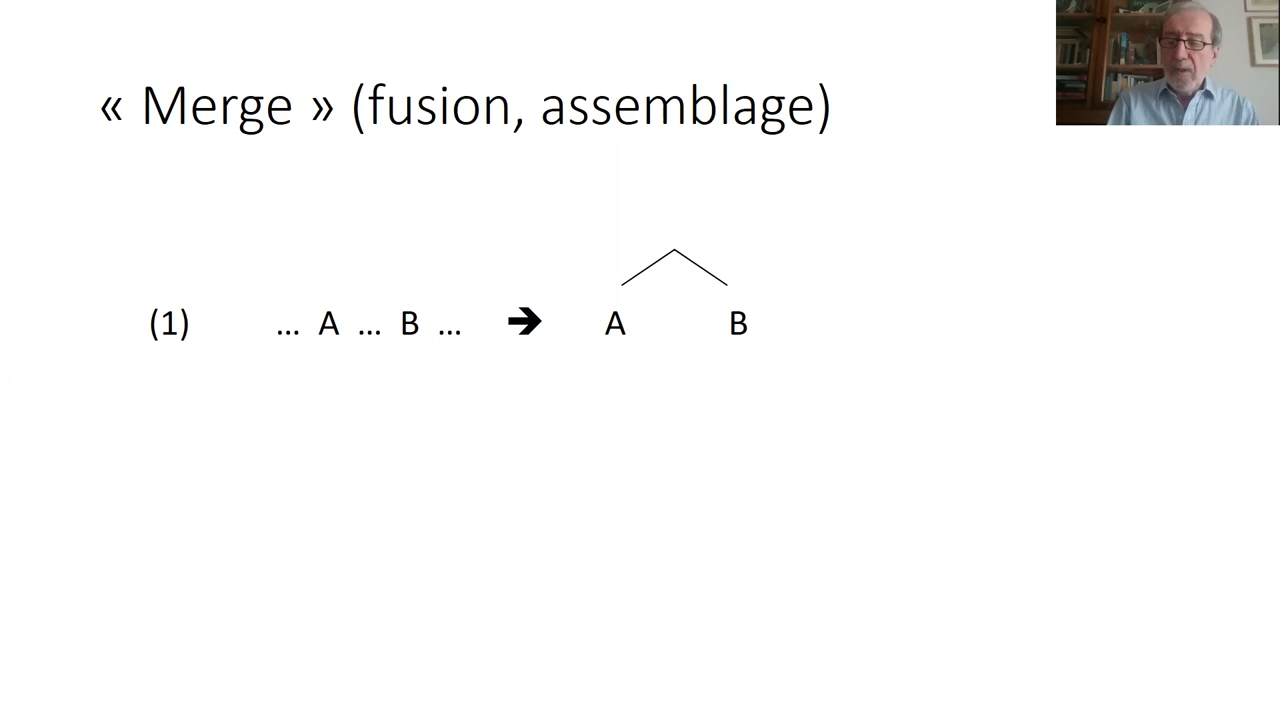 « Merge » (fusion, assemblage)
(1) … A … B … ➔ A B